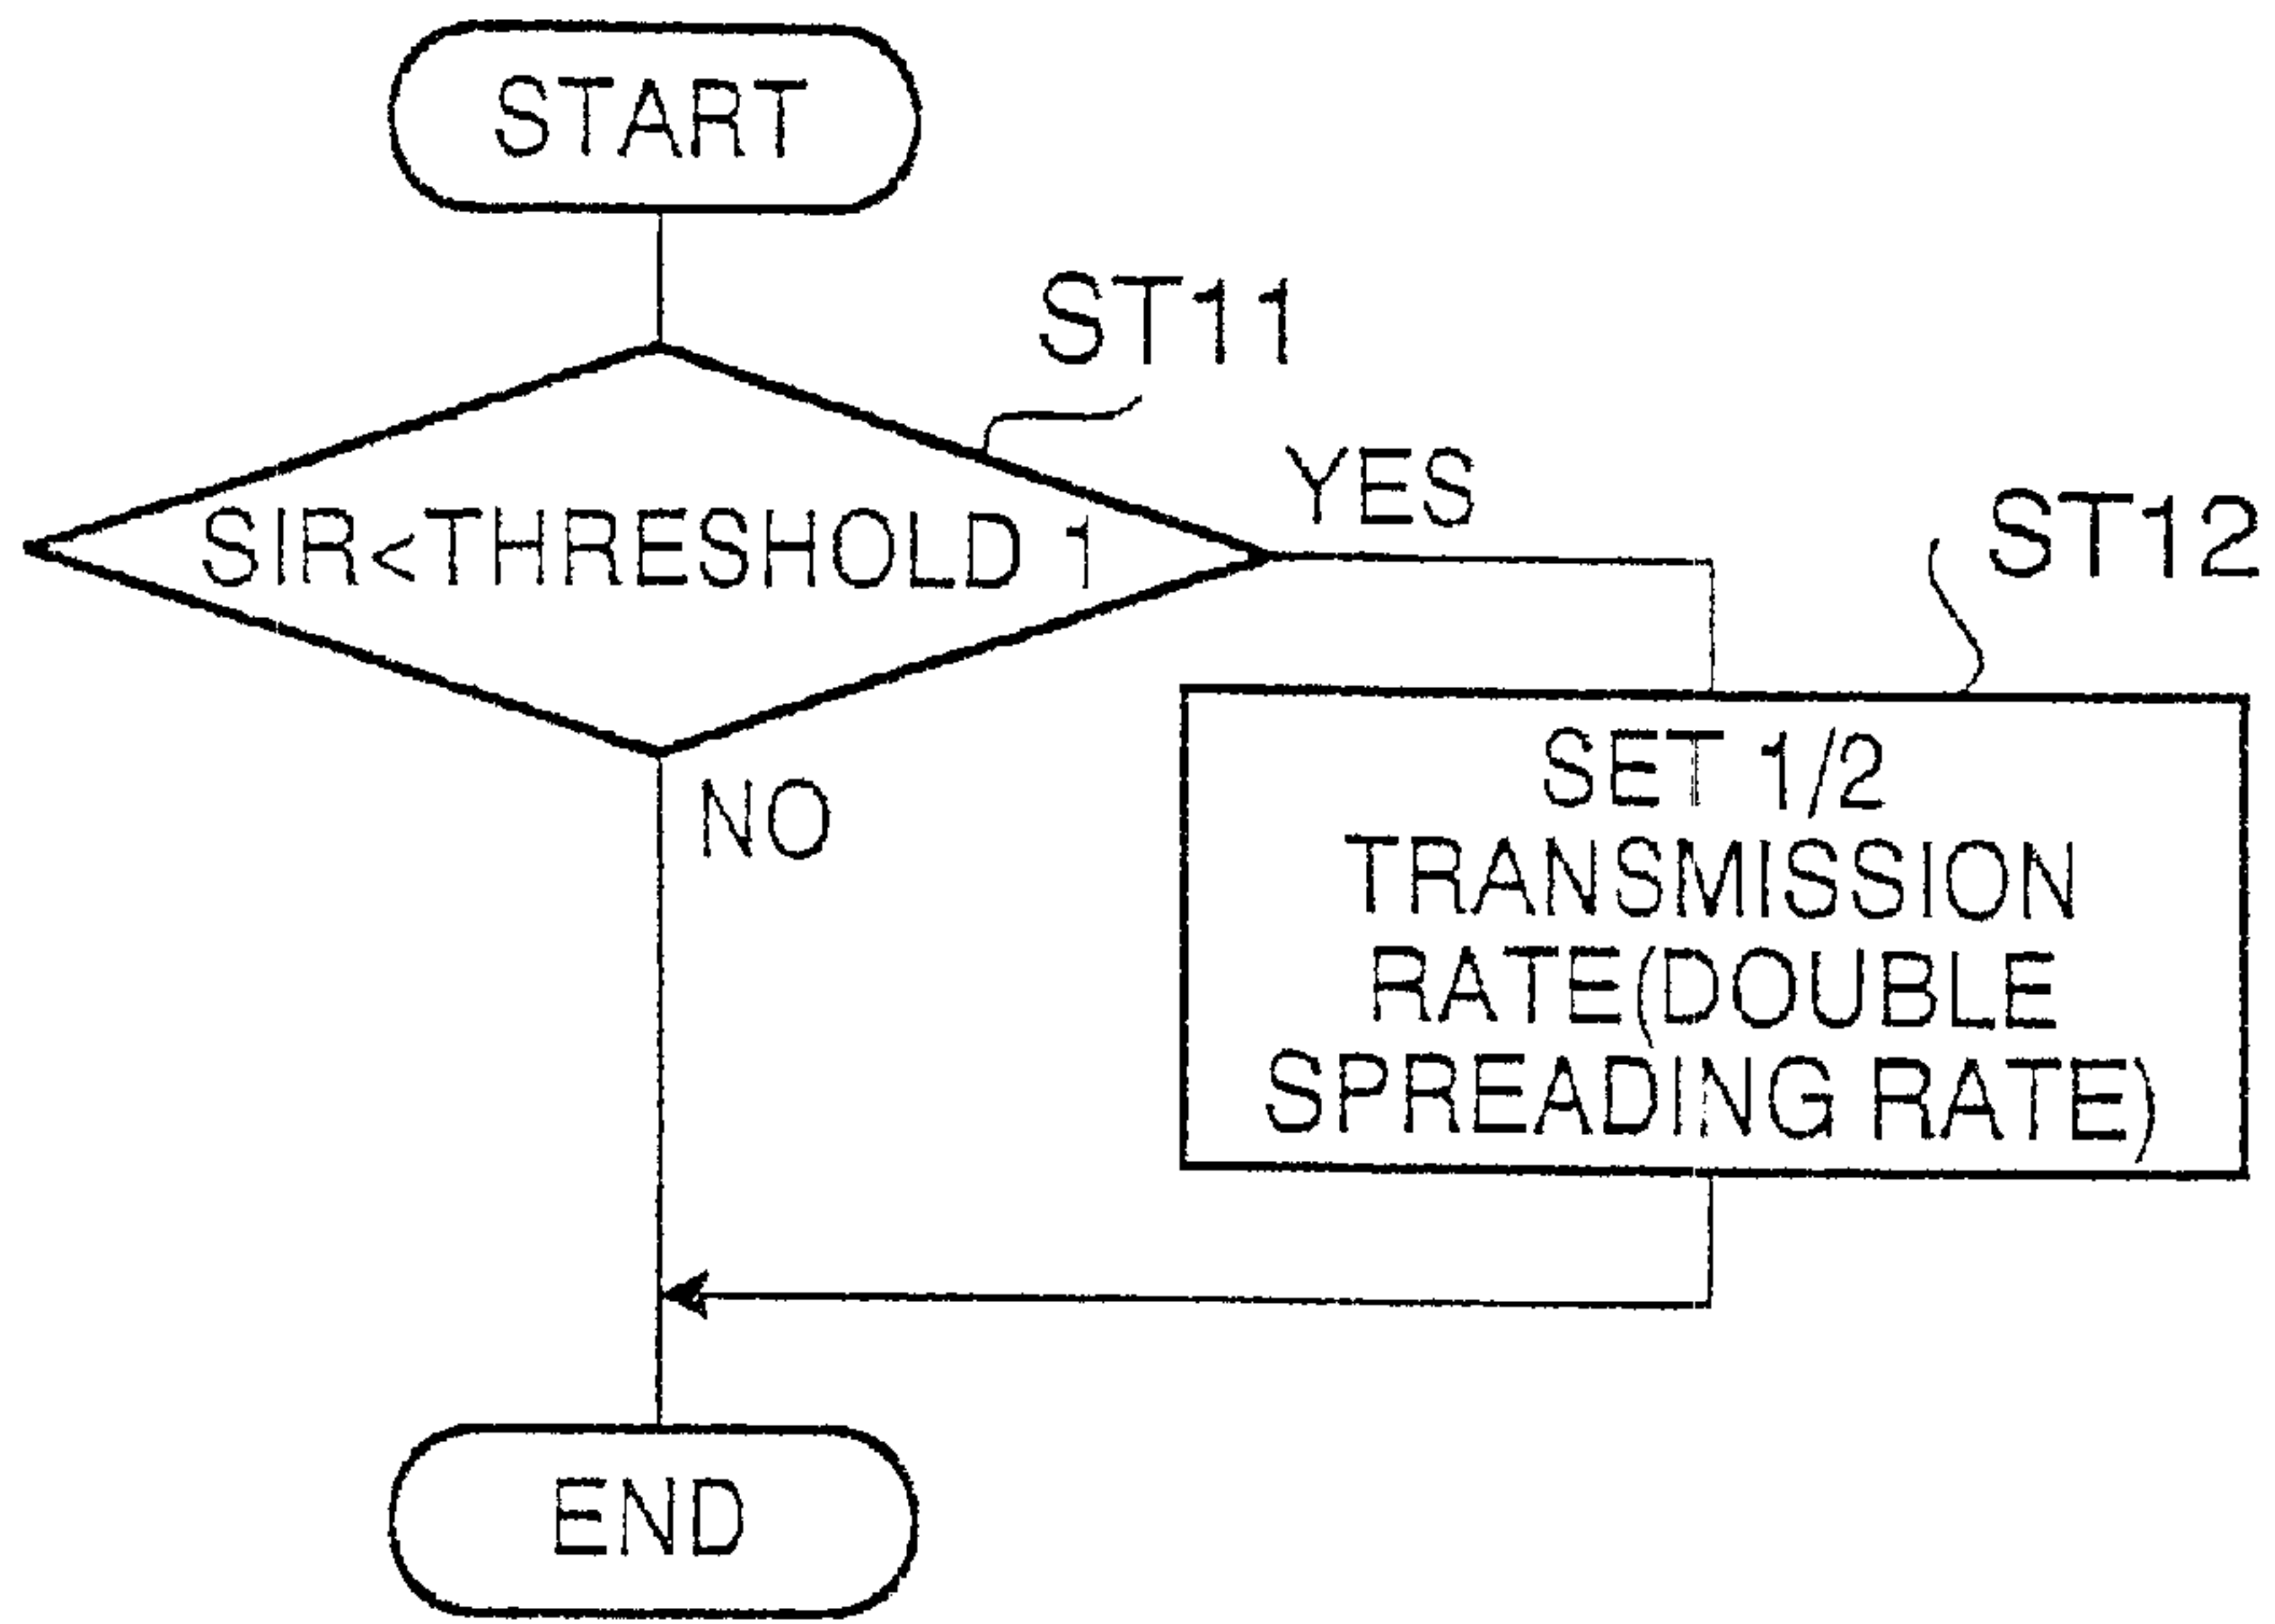 START
ST11
SIR<THRESHOLD 1
YES
ST12
NO
SET 1/2
TRANSMISSION
RATE(DOUBLE
SPREADING RATE)
END